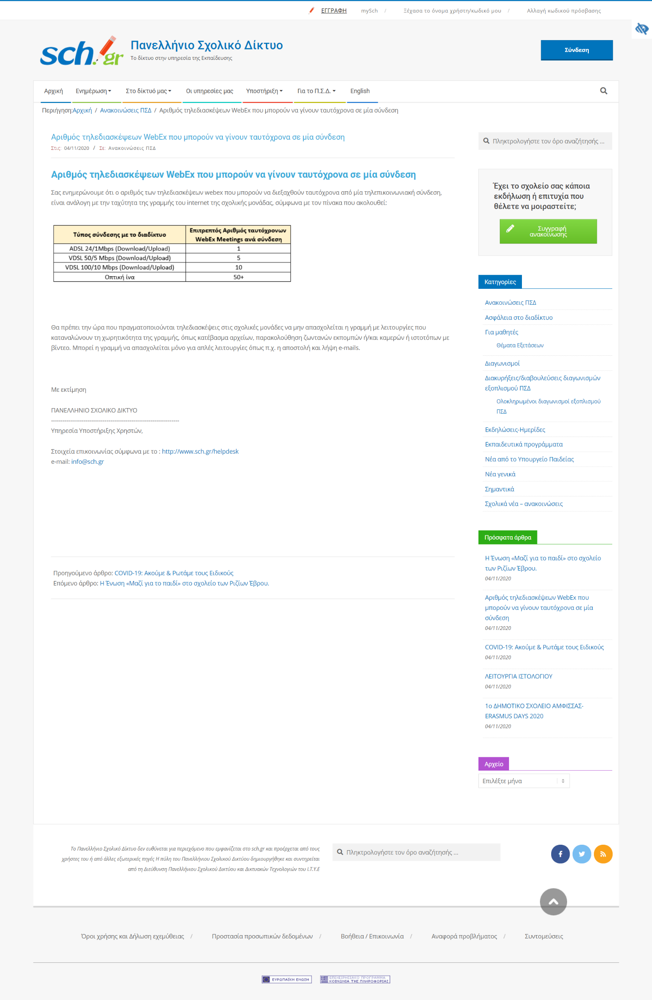 ΕΓΓΡΑΦΗ mySch / Ξέχασα το όνομα χρήστη/κωδικό μου / Αλλαγή κωδικού πρόσβασης
sch.gr
Πανελλήνιο Σχολικό Δίκτυο
Το δίκτυο στην υπηρεσία της Εκπαίδευσης
Σύνδεση
Αρχική Ενημέρωση Στο δίκτυό μας Οι υπηρεσίες μας Υποστήριξη Για το Π.Σ.Δ. English
Περιήγηση:Αρχική / Ανακοινώσεις ΠΣΔ / Αριθμός τηλεδιασκέψεων WebEx που μπορούν να γίνουν ταυτόχρονα σε μία σύνδεση
Αριθμός τηλεδιασκέψεων WebEx που μπορούν να γίνουν ταυτόχρονα σε μία σύνδεση
Στις: 04/11/2020 / Σε: Ανακοινώσεις ΠΣΔ
Αριθμός τηλεδιασκέψεων WebEx που μπορούν να γίνουν ταυτόχρονα σε μία σύνδεση
Σας ενημερώνουμε ότι ο αριθμός των τηλεδιασκέψεων webex που μπορούν να διεξαχθούν ταυτόχρονα από μία τηλεπικοινωνιακή σύνδεση,
είναι ανάλογη με την ταχύτητα της γραμμής του internet της σχολικής μονάδας, σύμφωνα με τον πίνακα που ακολουθεί:
Τύπος σύνδεσης με το διαδίκτυο
Επιτρεπτός Αριθμός ταυτόχρονων
WebEx Meetings ανά σύνδεση
ADSL 24/1Mbps (Download/Upload) 1
VDSL 50/5 Mbps (Download/Upload) 5
VDSL 100/10 Mbps (Download/Upload) 10
Οπτική ίνα 50+
Θα πρέπει την ώρα που πραγματοποιούνται τηλεδιασκέψεις στις σχολικές μονάδες να μην απασχολείται η γραμμή με λειτουργίες που
καταναλώνουν τη χωρητικότητα της γραμμής, όπως κατέβασμα αρχείων, παρακολούθηση ζωντανών εκπομπών ή/και καμερών ή ιστοτόπων με
βίντεο. Μπορεί η γραμμή να απασχολείται μόνο για απλές λειτουργίες όπως π.χ. η αποστολή και λήψη e-mails.
Με εκτίμηση
ΠΑΝΕΛΛΗΝΙΟ ΣΧΟΛΙΚΟ ΔΙΚΤΥΟ
-------------------------------------------------------------------
Υπηρεσία Υποστήριξης Χρηστών,
Στοιχεία επικοινωνίας σύμφωνα με το : http://www.sch.gr/helpdesk
e-mail: info@sch.gr
Προηγούμενο άρθρο: COVID-19: Ακούμε & Ρωτάμε τους Ειδικούς
Επόμενο άρθρο: Η Ένωση «Μαζί για το παιδί» στο σχολείο των Ριζίων Έβρου.
Πληκτρολογήστε τον όρο αναζήτησής ...
Έχει το σχολείο σας κάποια
εκδήλωση ή επιτυχία που
θέλετε να μοιραστείτε;
Συγγραφή
ανακοίνωσης
Κατηγορίες
Ανακοινώσεις ΠΣΔ
Ασφάλεια στο διαδίκτυο
Για μαθητές
Θέματα Εξετάσεων
Διαγωνισμοί
Διακυρήξεις/διαβουλεύσεις διαγωνισμών
εξοπλισμού ΠΣΔ
Ολοκληρωμένοι διαγωνισμοί εξοπλισμού
ΠΣΔ
Εκδηλώσεις-Ημερίδες
Εκπαιδευτικά προγράμματα
Νέα από το Υπουργείο Παιδείας
Νέα γενικά
Σημαντικά
Σχολικά νέα – ανακοινώσεις
Πρόσφατα άρθρα
Η Ένωση «Μαζί για το παιδί» στο σχολείο
των Ριζίων Έβρου.
04/11/2020
Αριθμός τηλεδιασκέψεων WebEx που
μπορούν να γίνουν ταυτόχρονα σε μία
σύνδεση
04/11/2020
COVID-19: Ακούμε & Ρωτάμε τους Ειδικούς
04/11/2020
ΛΕΙΤΟΥΡΓΙΑ ΙΣΤΟΛΟΓΙΟΥ
04/11/2020
1ο ΔΗΜΟΤΙΚΟ ΣΧΟΛΕΙΟ ΑΜΦΙΣΣΑΣ-
ERASMUS DAYS 2020
04/11/2020
Αρχείο
Επιλέξτε μήνα
Το Πανελλήνιο Σχολικό Δίκτυο δεν ευθύνεται για περιεχόμενο που εμφανίζεται στο sch.gr και προέρχεται από τους
χρήστες του ή από άλλες εξωτερικές πηγές Η πύλη του Πανελλήνιου Σχολικού Δικτύου δημιουργήθηκε και συντηρείται
από τη Διεύθυνση Πανελλήνιου Σχολικού Δικτύου και Δικτυακών Τεχνολογιών του Ι.Τ.Υ.Ε
Πληκτρολογήστε τον όρο αναζήτησής ...
Όροι χρήσης και Δήλωση εχεμύθειας / Προστασία προσωπικών δεδομένων / Βοήθεια / Επικοινωνία / Αναφορά προβλήματος / Συντομεύσεις
ΕΥΡΩΠΑΪΚΗ ΕΝΩΣΗ
ΕΠΙΧΕΙΡΗΣΙΑΚΟ ΠΡΟΓΡΑΜΜΑ
ΚΟΙΝΩΝΙΑ ΤΗΣ ΠΛΗΡΟΦΟΡΙΑΣ